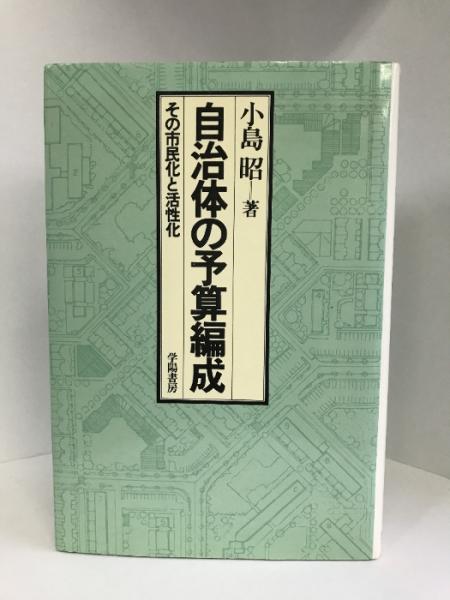 小島 昭―著
自治体の予算編成
その市民化と活性化
学陽書房